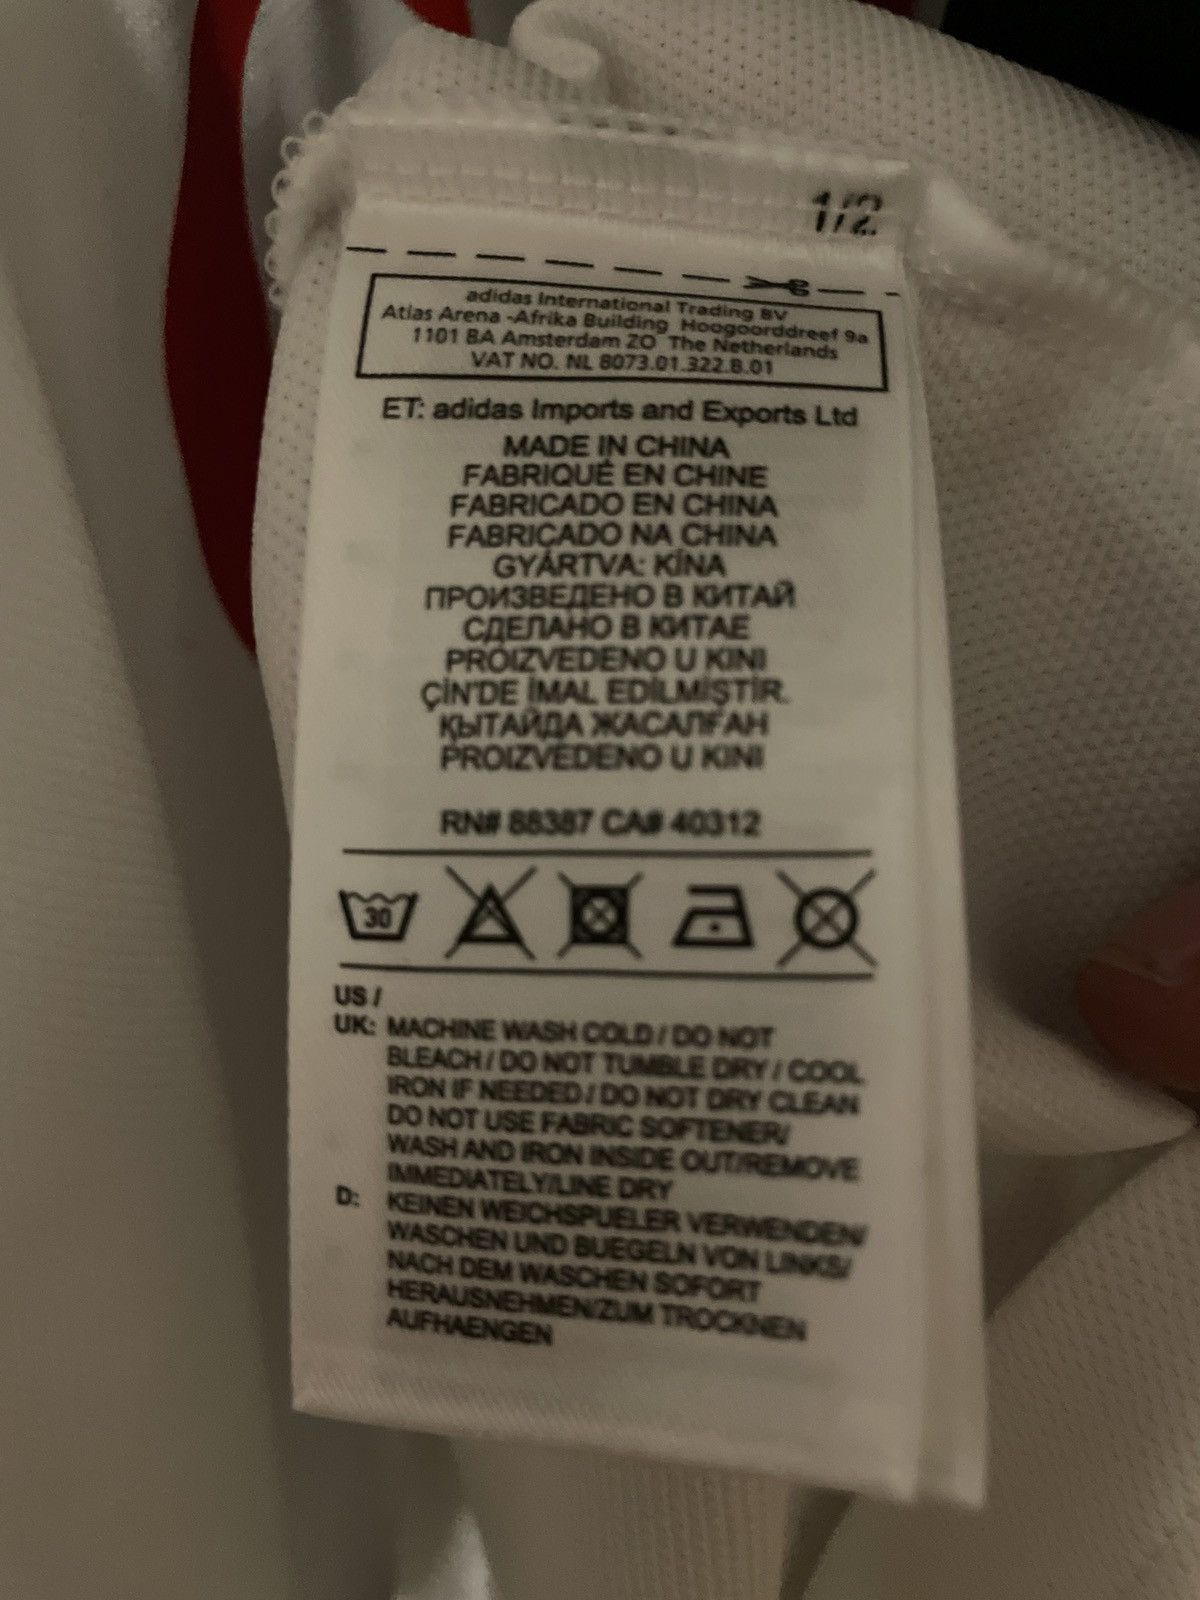 1/2
adidas International Trading BV
Atlas Arena -Afrika Building Hoogoorddreef 9a
1101 BA Amsterdam ZO The Netherlands
VAT NO. NL 8073.01.322.B.01
ET: adidas Imports and Exports Ltd
MADE IN CHINA
FABRIQUÉ EN CHINE
FABRICADO EN CHINA
FABRICADO NA CHINA
GYÁRTVA: KÍNA
ПРОИЗВЕДЕНО В КИТАЙ
СДЕЛАНО В КИТАЕ
PROIZVEDENO U KINI
ÇİN'DE İMAL EDİLMİŞTİR.
ҚЫТАЙДА ЖАСАЛҒАН
PROIZVEDENO U KINI
RN# 88387 CA# 40312
30
US /
UK: MACHINE WASH COLD / DO NOT
BLEACH / DO NOT TUMBLE DRY / COOL
IRON IF NEEDED / DO NOT DRY CLEAN
DO NOT USE FABRIC SOFTENER/
WASH AND IRON INSIDE OUT/REMOVE
IMMEDIATELY/LINE DRY
D: KEINEN WEICHSPUELER VERWENDEN/
WASCHEN UND BUEGELN VON LINKS/
NACH DEM WASCHEN SOFORT
HERAUSNEHMEN/ZUM TROCKNEN
AUFHAENGEN